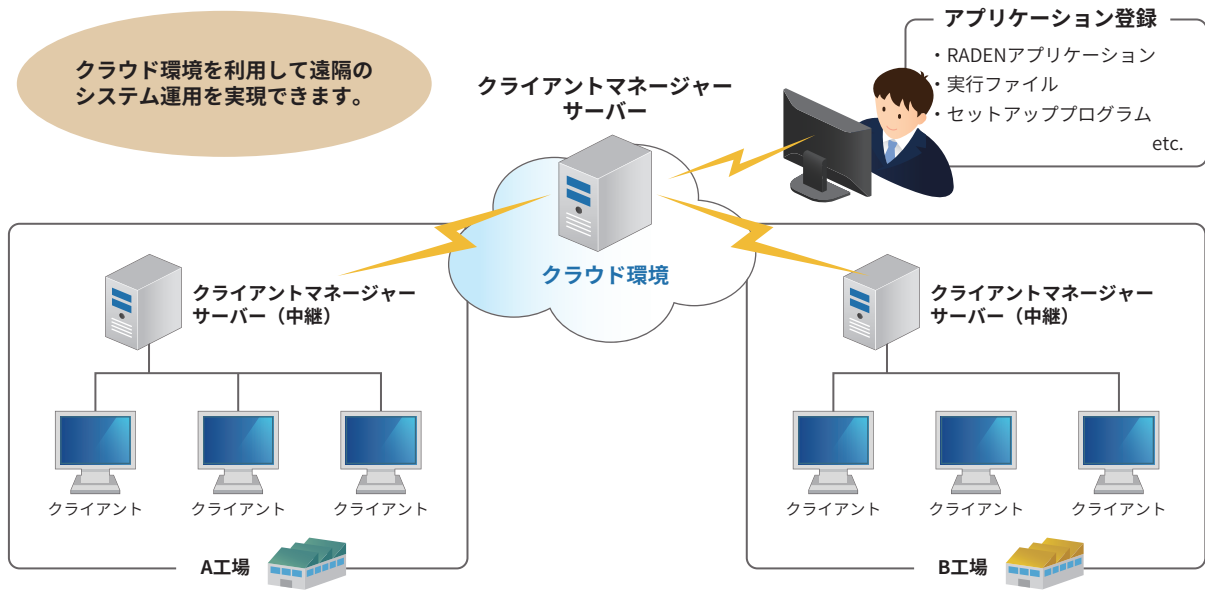 クラウド環境を利用して遠隔の
システム運用を実現できます。
クライアントマネージャー
サーバー
アプリケーション登録
・RADENアプリケーション
・実行ファイル
・セットアッププログラム
etc.
クラウド環境
クライアントマネージャー
サーバー（中継）
クライアント
クライアント
クライアント
A工場
クライアントマネージャー
サーバー（中継）
クライアント
クライアント
クライアント
B工場